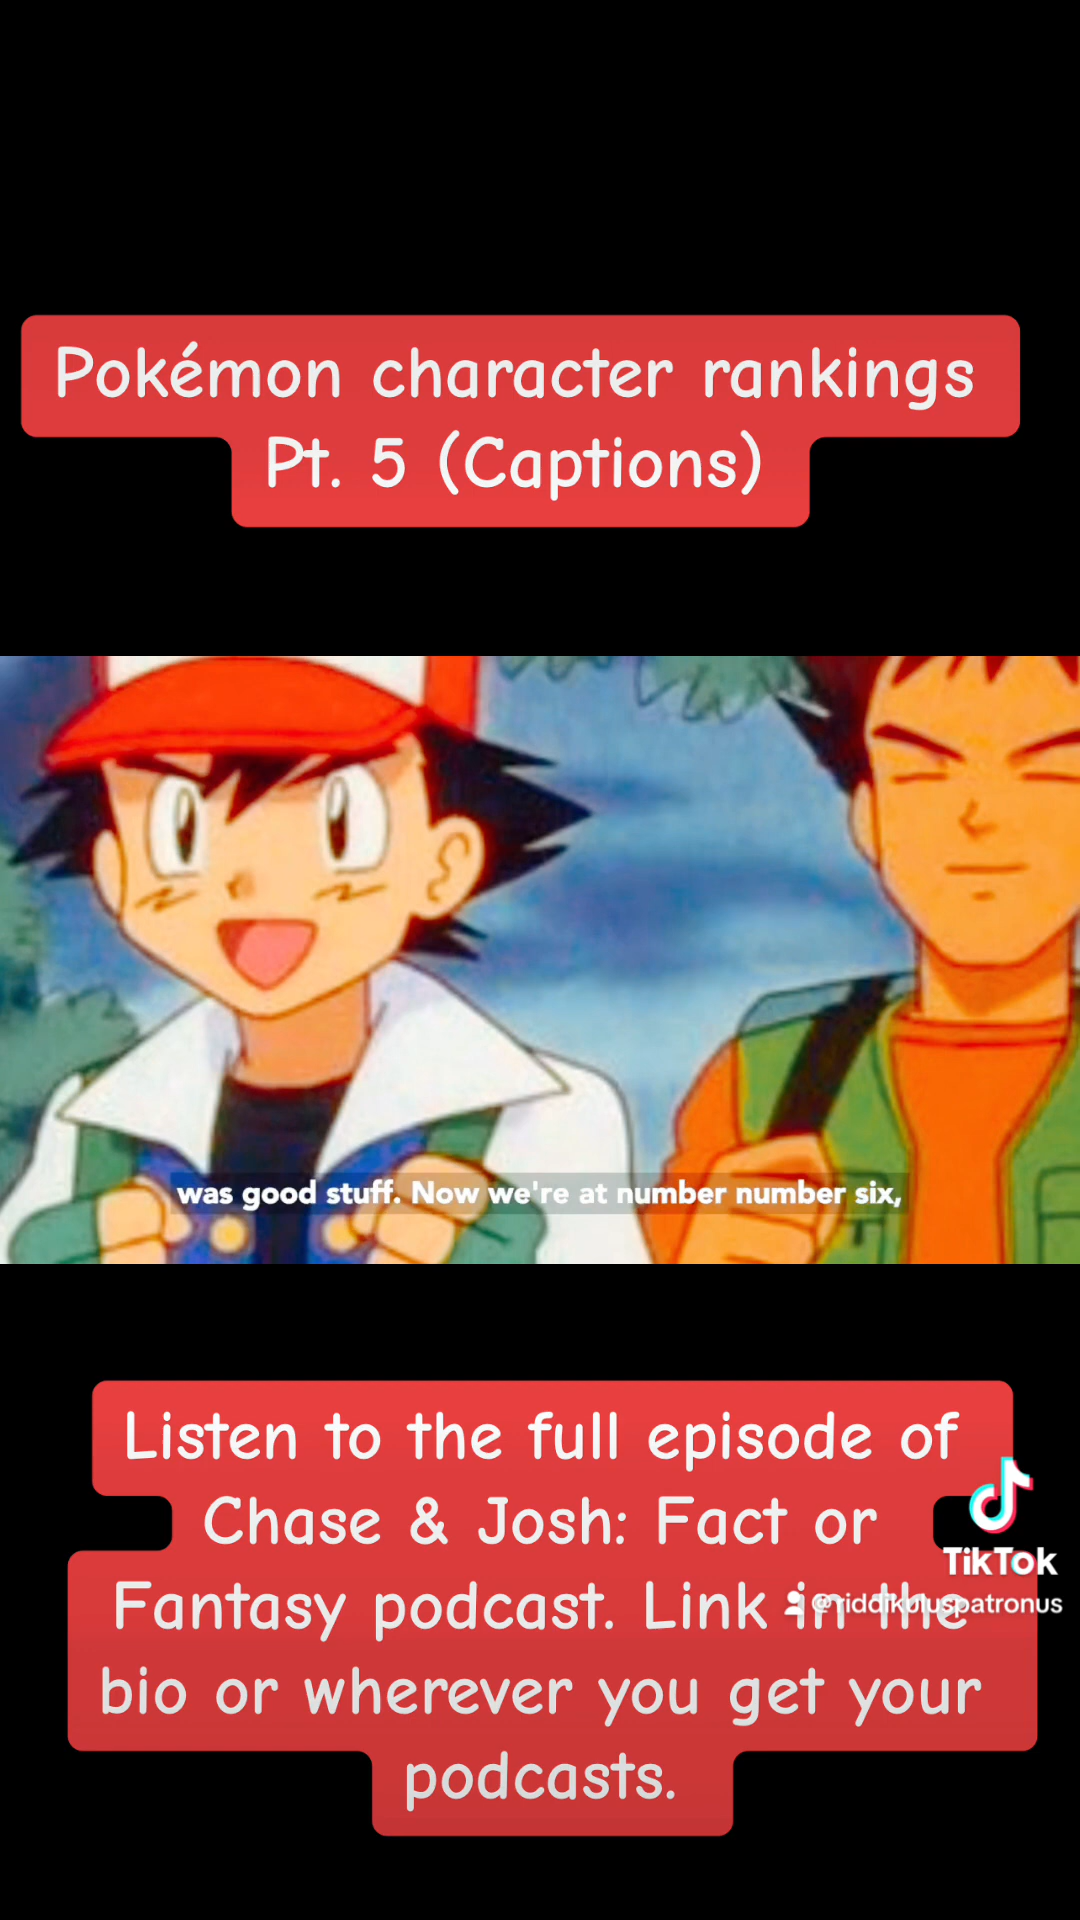 Pokémon character rankings
Pt. 5 (Captions)
was good stuff. Now we're at number number six,
Listen to the full episode of
Chase & Josh: Fact or
Fantasy podcast. Link in the
bio or wherever you get your
podcasts.
TikTok
@riddikuluspatronus